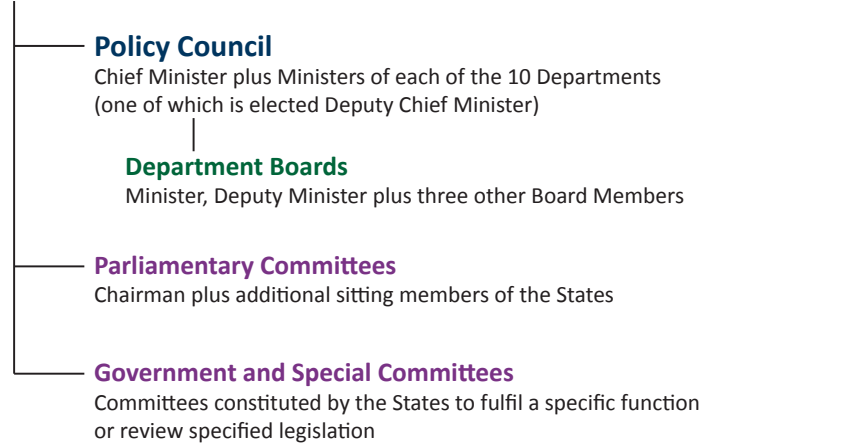 Policy Council
Chief Minister plus Ministers of each of the 10 Departments
(one of which is elected Deputy Chief Minister)
Department Boards
Minister, Deputy Minister plus three other Board Members
Parliamentary Committees
Chairman plus additional sitting members of the States
Government and Special Committees
Committees constituted by the States to fulfil a specific function
or review specified legislation